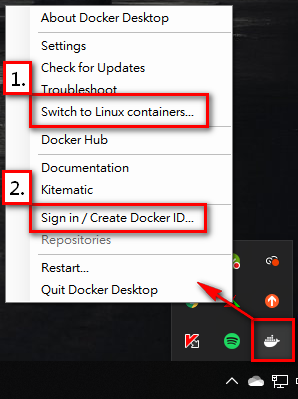 About Docker Desktop
Settings
Check for Updates
1.
Troubleshoot
Switch to Linux containers...
Docker Hub
Documentation
Kitematic
2.
Sign in / Create Docker ID...
Repositories
Restart...
Quit Docker Desktop